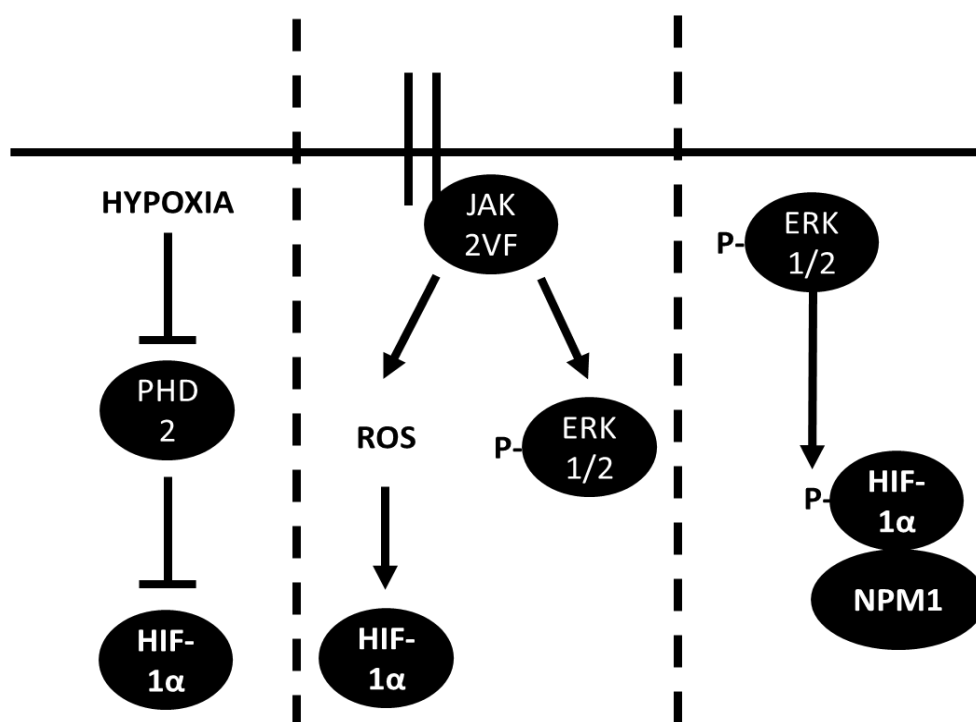 HYPOXIA
PHD
2
HIF-
1α
JAK
2VF
ROS
P-
ERK
1/2
HIF-
1α
P-
ERK
1/2
P-
HIF-
1α
NPM1